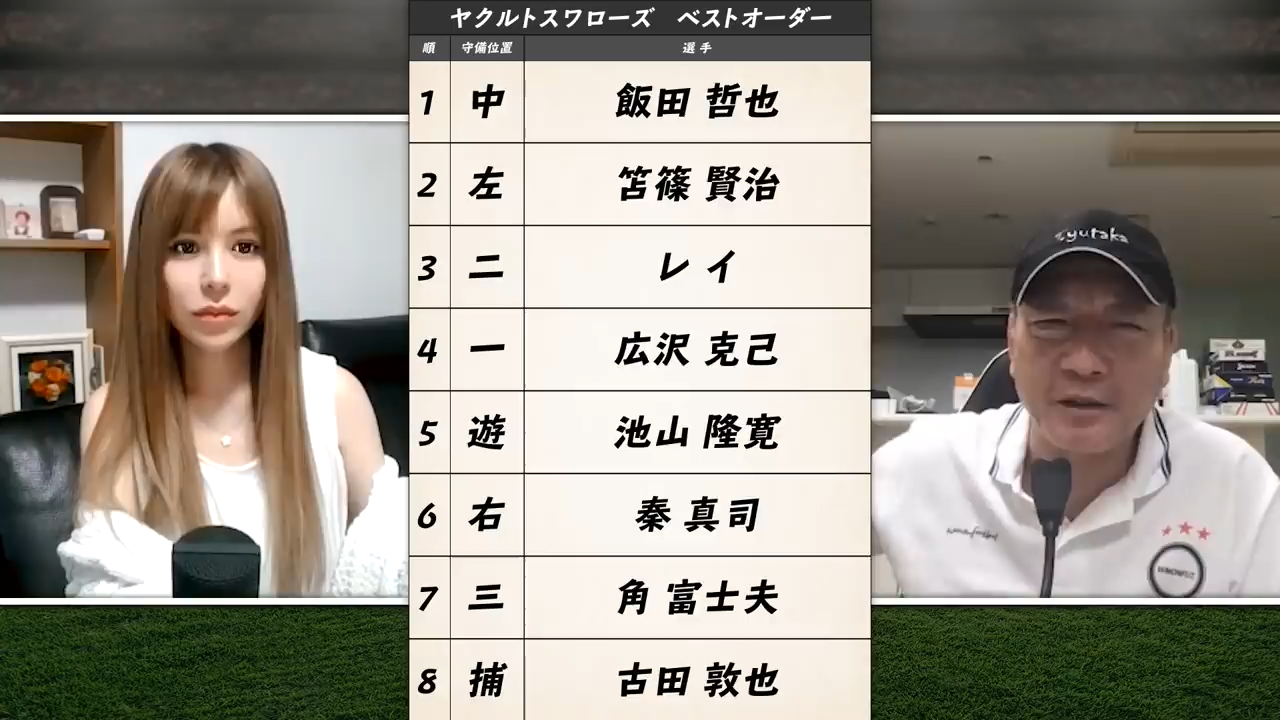 ヤクルトスワローズ ベストオーダー
順 守備位置 選手
1 中 飯田 哲也
2 左 笘篠 賢治
3 二 レイ
4 一 広沢 克己
5 遊 池山 隆寛
6 右 秦 真司
7 三 角 富士夫
8 捕 古田 敦也